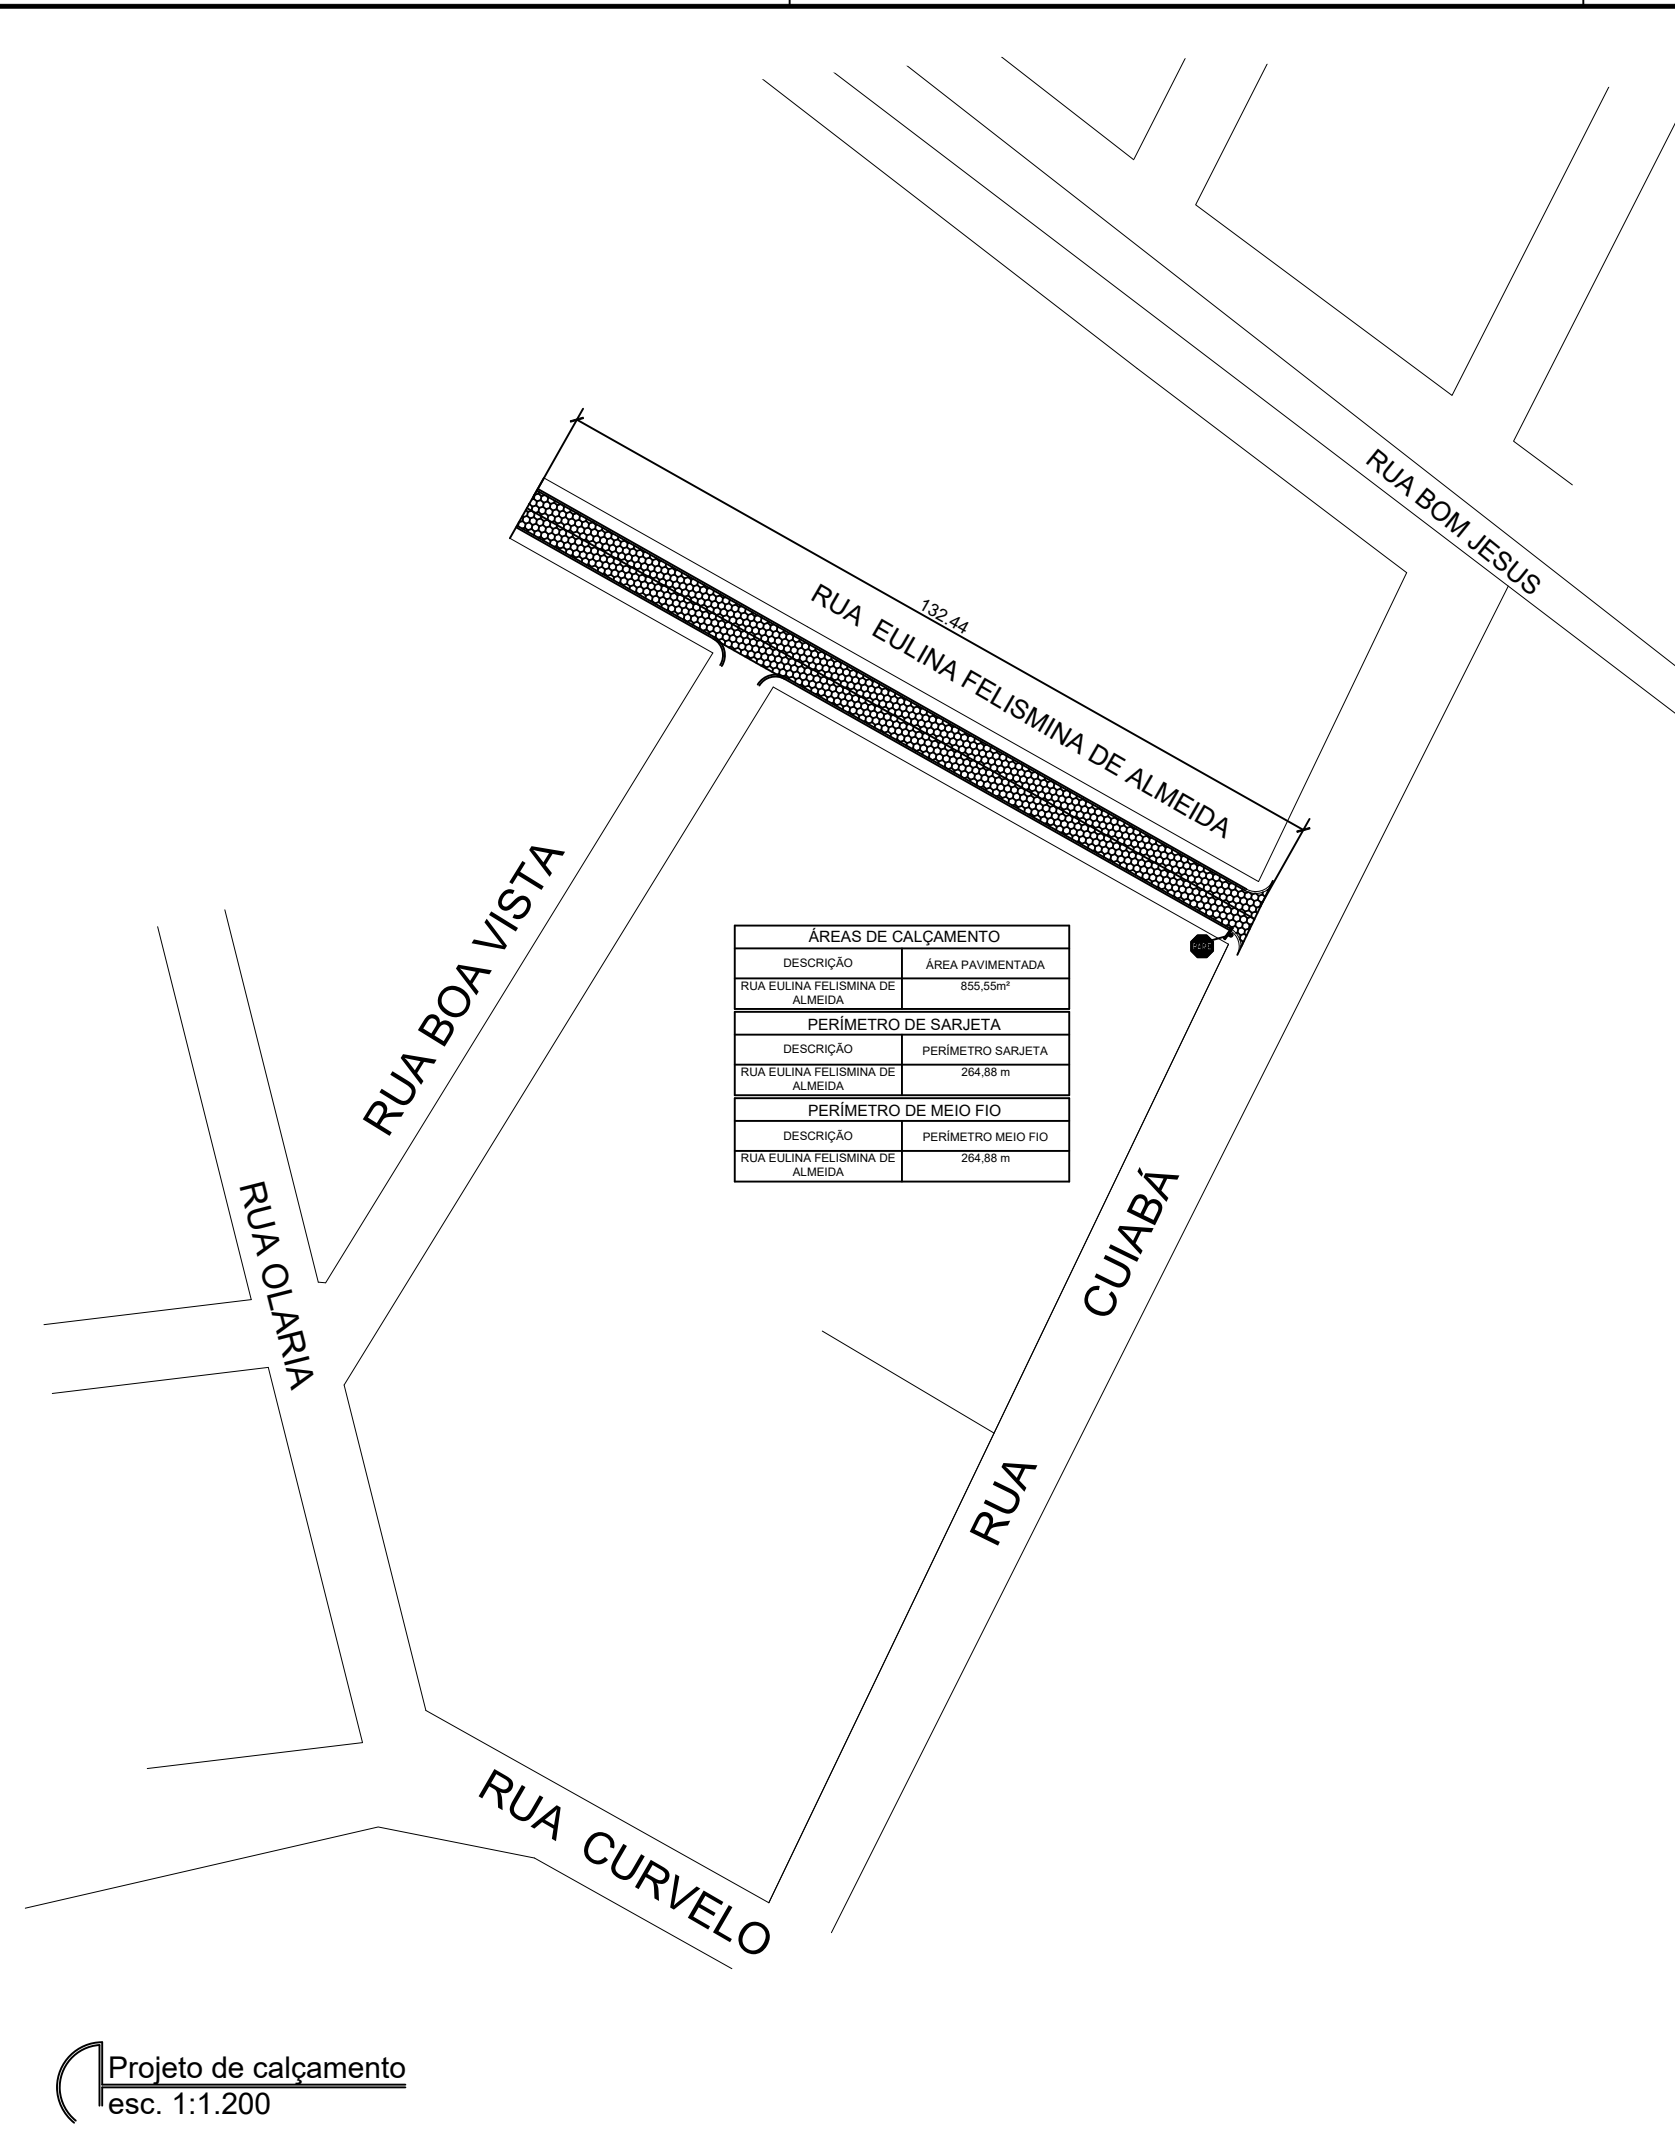 RUA BOM JESUS
132.44
RUA EULINA FELISMINA DE ALMEIDA
RUA BOA VISTA
PARE
ÁREAS DE CALÇAMENTO
DESCRIÇÃO ÁREA PAVIMENTADA
RUA EULINA FELISMINA DE 855,55m²
ALMEIDA
PERÍMETRO DE SARJETA
DESCRIÇÃO PERÍMETRO SARJETA
RUA EULINA FELISMINA DE 264,88 m
ALMEIDA
PERÍMETRO DE MEIO FIO
DESCRIÇÃO PERÍMETRO MEIO FIO
RUA EULINA FELISMINA DE 264,88 m
ALMEIDA
RUA OLARIA
RUA CUIABÁ
RUA CURVELO
Projeto de calçamento
esc. 1:1.200